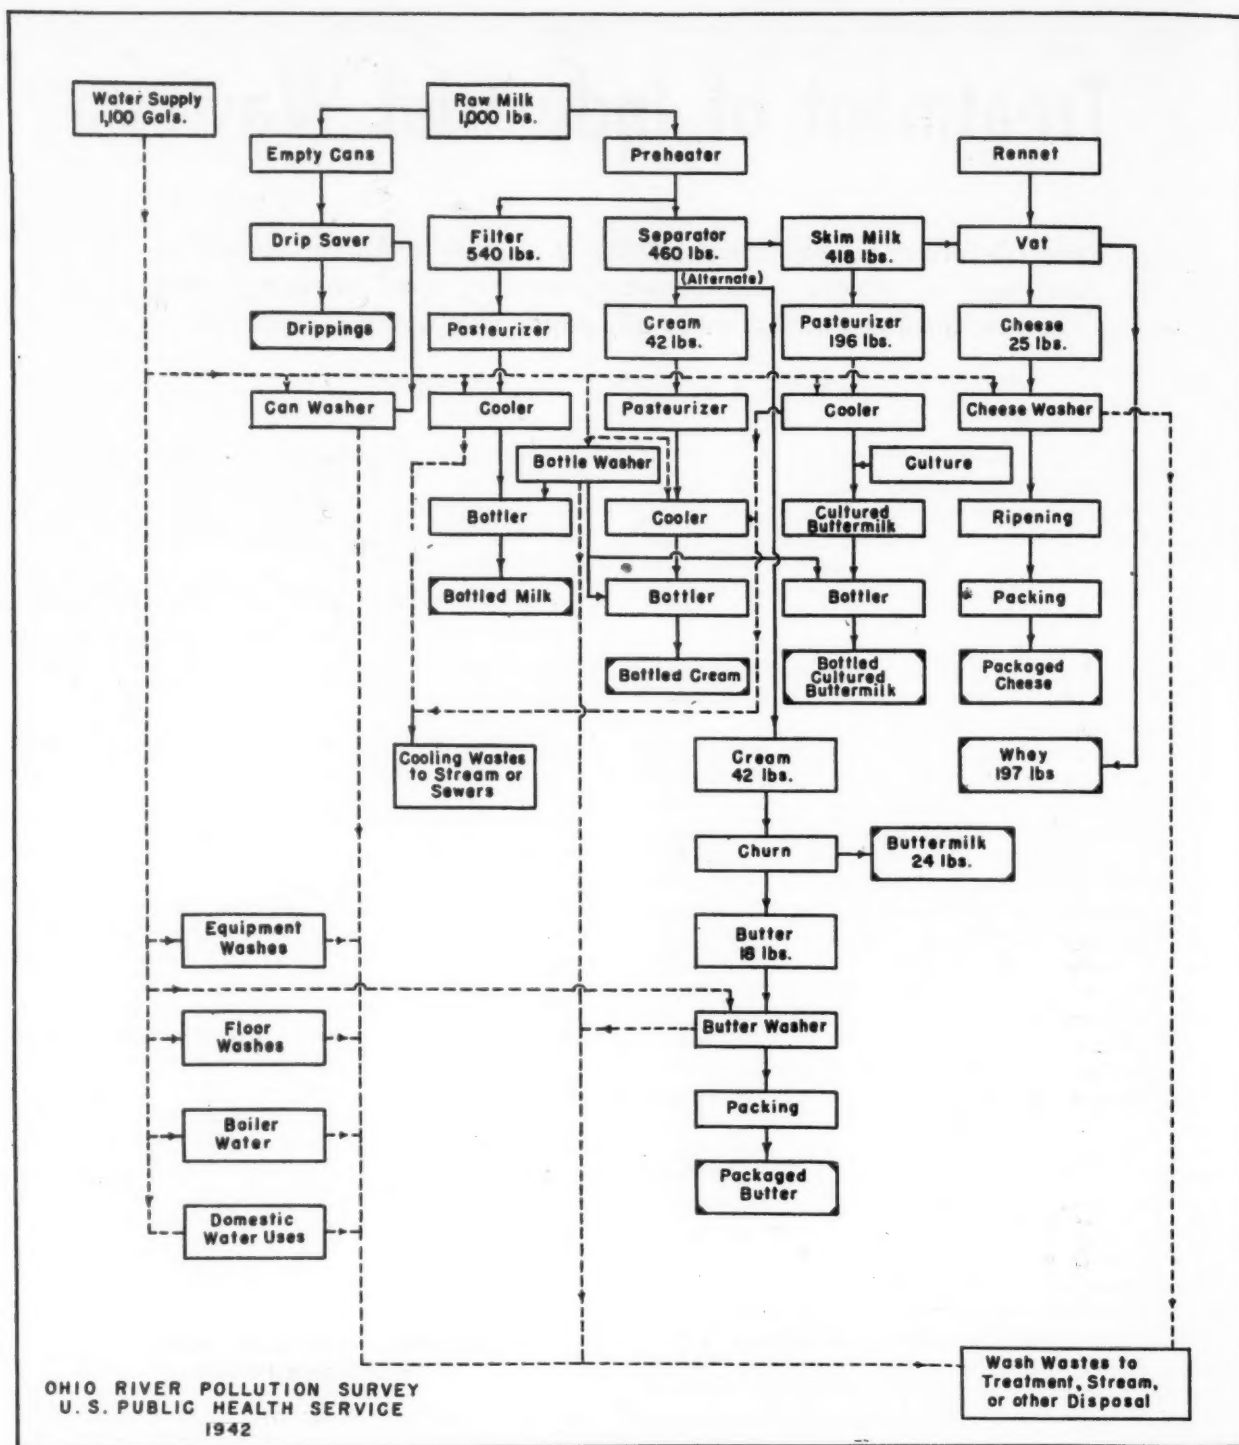 Water Supply
1,100 Gals.
Raw Milk
1,000 lbs.
Empty Cans
Preheater
Rennet
Drip Saver
Filter
540 lbs.
Separator
460 lbs.
Skim Milk
418 lbs.
Vat
(Alternate)
Drippings
Pasteurizer
Cream
42 lbs.
Pasteurizer
196 lbs.
Cheese
25 lbs.
Can Washer
Cooler
Pasteurizer
Cooler
Cheese Washer
Bottle Washer
Culture
Bottler
Cooler
Cultured
Buttermilk
Ripening
Bottled Milk
Bottler
Bottler
* Packing
Bottled Cream
Bottled
Cultured
Buttermilk
Packaged
Cheese
Cooling Wastes
to Stream or
Sewers
Cream
42 lbs.
Whey
197 lbs
Churn
Buttermilk
24 lbs.
Equipment
Washes
Butter
18 lbs.
Floor
Washes
Butter Washer
Boiler
Water
Packing
Packaged
Butter
Domestic
Water Uses
Wash Wastes to
Treatment, Stream,
or other Disposal
OHIO RIVER POLLUTION SURVEY
U.S. PUBLIC HEALTH SERVICE
1942